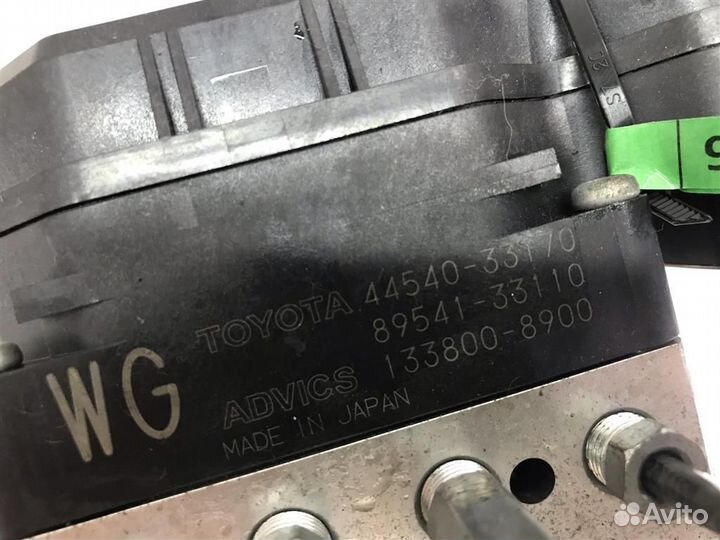 TOYOTA 44540-33170
89541-33110
WG
ADVICS 133800-8900
MADE IN JAPAN
Avito